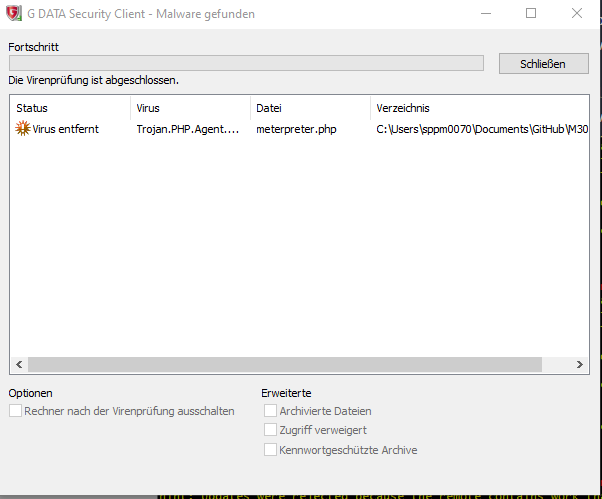 G DATA Security Client - Malware gefunden
Fortschritt
Schließen
Die Virenprüfung ist abgeschlossen.
Status Virus Datei Verzeichnis
Virus entfernt Trojan.PHP.Agent.... meterpreter.php C:\Users\sppm0070\Documents\GitHub\M30
Optionen Erweiterte
Rechner nach der Virenprüfung ausschalten Archivierte Dateien
Zugriff verweigert
Kennwortgeschützte Archive